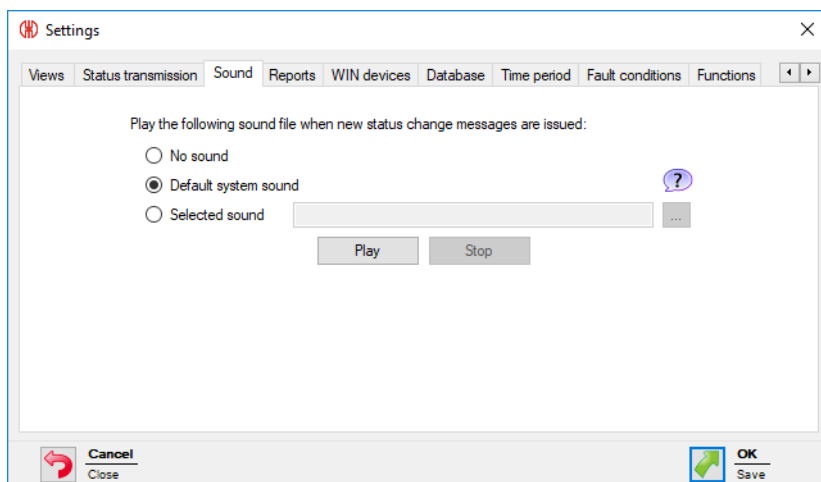 Settings
Views Status transmission Sound Reports WIN devices Database Time period Fault conditions Functions
Play the following sound file when new status change messages are issued:
No sound
Default system sound
?
Selected sound
...
Play Stop
Cancel OK
Close Save